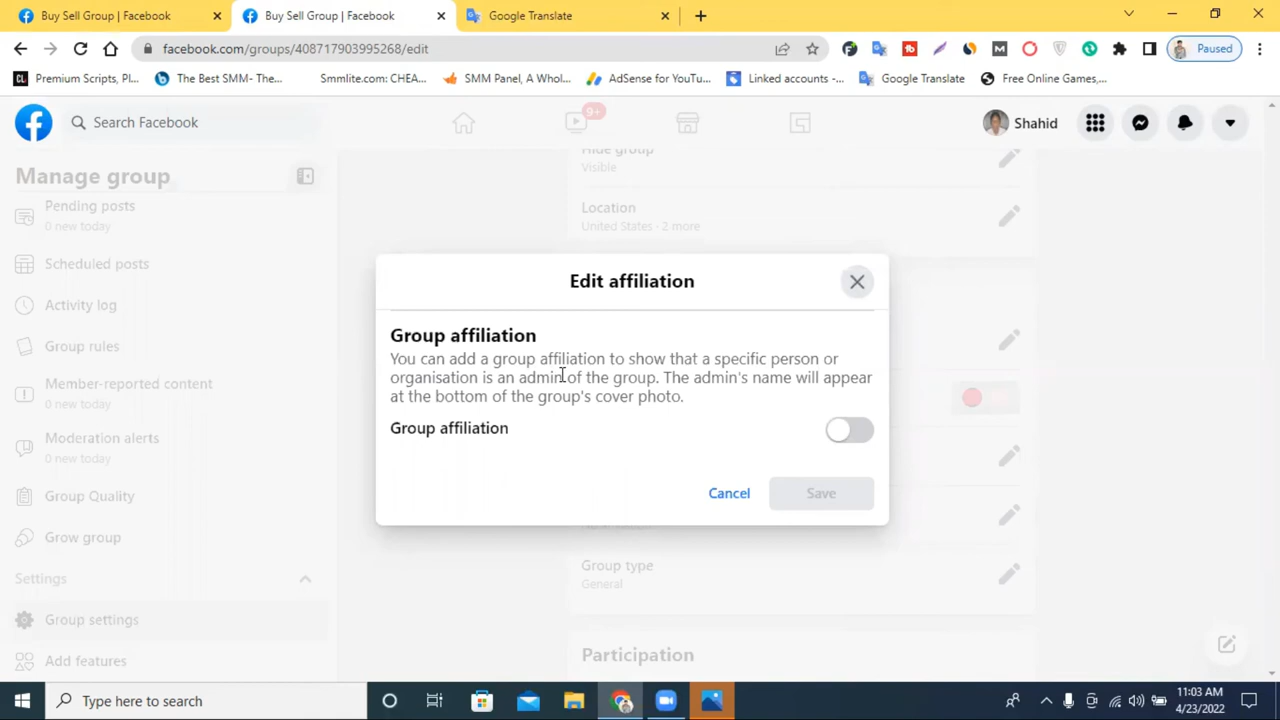 Buy Sell Group | Facebook
Buy Sell Group | Facebook
Google Translate
facebook.com/groups/408717903995268/edit
Paused
CL
Premium Scripts, Pl...
The Best SMM- The...
Smmlite.com: CHEA...
SMM Panel, A Whol...
AdSense for YouTu...
Linked accounts -...
Google Translate
Free Online Games,...
Search Facebook
9+
Shahid
Manage group
Pending posts
0 new today
Scheduled posts
Activity log
Group rules
Member-reported content
0 new today
Moderation alerts
0 new today
Group Quality
Grow group
Settings
Group settings
Add features
Hide group
Visible
Location
United States · 2 more
Edit affiliation
Group affiliation
You can add a group affiliation to show that a specific person or
organisation is an admin of the group. The admin's name will appear
at the bottom of the group's cover photo.
Group affiliation
Cancel
Save
Group type
General
Participation
Type here to search
11:03 AM
4/23/2022